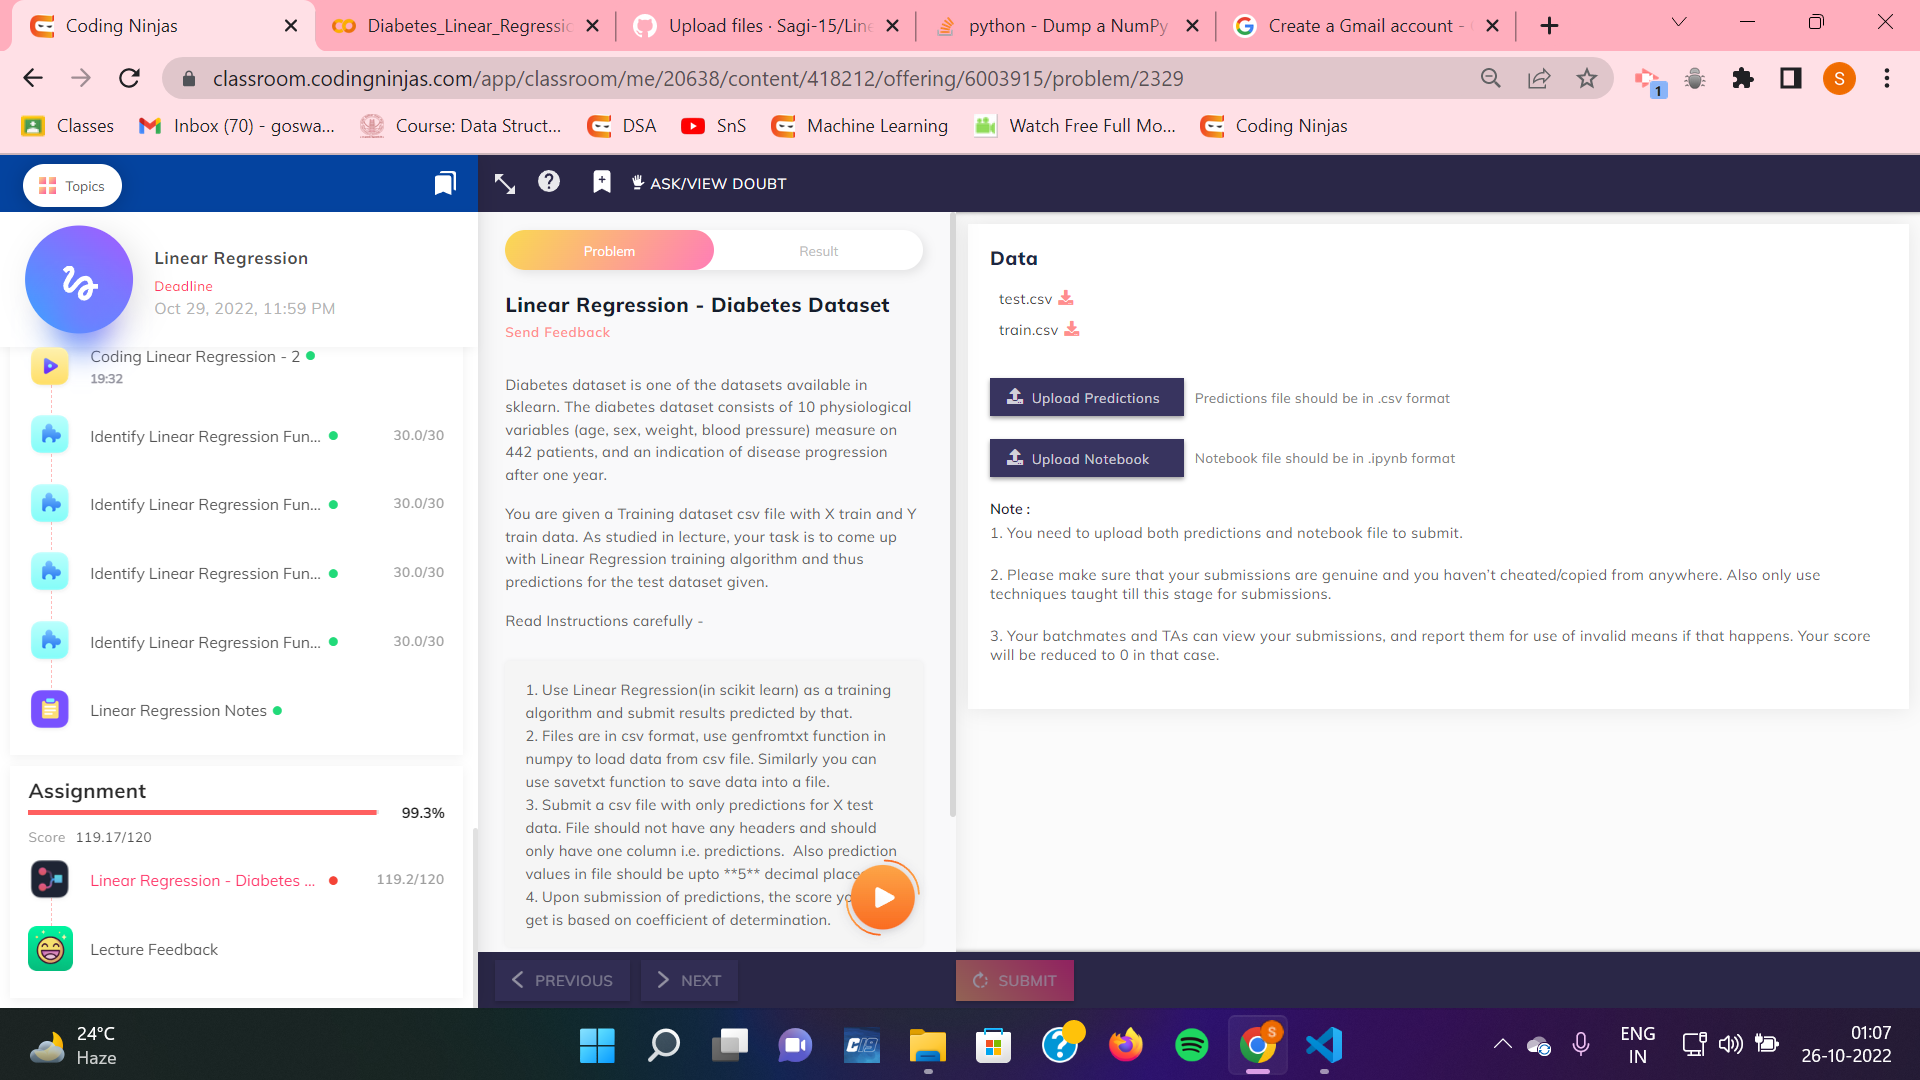 Coding Ninjas
Diabetes_Linear_Regressi
Upload files · Sagi-15/Line
python - Dump a NumPy
Create a Gmail account -
classroom.codingninjas.com/app/classroom/me/20638/content/418212/offering/6003915/problem/2329
1
S
Classes
Inbox (70) - goswa...
Course: Data Struct...
DSA
SnS
Machine Learning
Watch Free Full Mo...
Coding Ninjas
Topics
ASK/VIEW DOUBT
Linear Regression
Deadline
Oct 29, 2022, 11:59 PM
Coding Linear Regression - 2
19:32
Identify Linear Regression Fun... 30.0/30
Identify Linear Regression Fun... 30.0/30
Identify Linear Regression Fun... 30.0/30
Identify Linear Regression Fun... 30.0/30
Linear Regression Notes
Assignment
99.3%
Score 119.17/120
Linear Regression - Diabetes ... 119.2/120
Lecture Feedback
Problem
Result
Linear Regression - Diabetes Dataset
Send Feedback
Diabetes dataset is one of the datasets available in
sklearn. The diabetes dataset consists of 10 physiological
variables (age, sex, weight, blood pressure) measure on
442 patients, and an indication of disease progression
after one year.
You are given a Training dataset csv file with X train and Y
train data. As studied in lecture, your task is to come up
with Linear Regression training algorithm and thus
predictions for the test dataset given.
Read Instructions carefully -
1. Use Linear Regression(in scikit learn) as a training
algorithm and submit results predicted by that.
2. Files are in csv format, use genfromtxt function in
numpy to load data from csv file. Similarly you can
use savetxt function to save data into a file.
3. Submit a csv file with only predictions for X test
data. File should not have any headers and should
only have one column i.e. predictions.  Also prediction
values in file should be upto **5** decimal place
4. Upon submission of predictions, the score yo
get is based on coefficient of determination.
PREVIOUS
NEXT
Data
test.csv
train.csv
Upload Predictions
Predictions file should be in .csv format
Upload Notebook
Notebook file should be in .ipynb format
Note :
1. You need to upload both predictions and notebook file to submit.
2. Please make sure that your submissions are genuine and you haven't cheated/copied from anywhere. Also only use
techniques taught till this stage for submissions.
3. Your batchmates and TAs can view your submissions, and report them for use of invalid means if that happens. Your score
will be reduced to 0 in that case.
SUBMIT
24°C
Haze
S
ENG
IN
01:07
26-10-2022